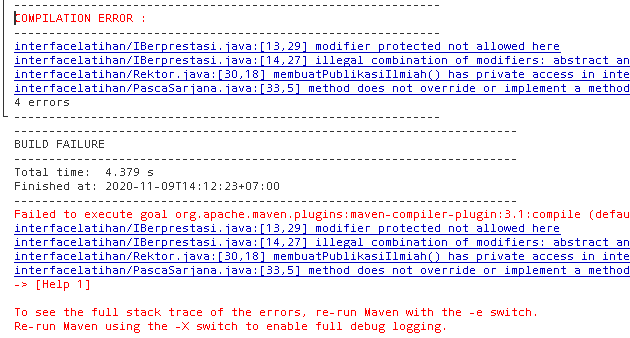 COMPILATION ERROR :
interfacelatihan/IBerprestasi.java:[13,29] modifier protected not allowed here
interfacelatihan/IBerprestasi.java:[14,27] illegal combination of modifiers: abstract an
interfacelatihan/Rektor.java:[30,18] membuatPublikasiIlmiah() has private access in inte
interfacelatihan/PascaSarjana.java:[33,5] method does not override or implement a method
4 errors
BUILD FAILURE
Total time:  4.379 s
Finished at: 2020-11-09T14:12:23+07:00
Failed to execute goal org.apache.maven.plugins:maven-compiler-plugin:3.1:compile (defau
interfacelatihan/IBerprestasi.java:[13,29] modifier protected not allowed here
interfacelatihan/IBerprestasi.java:[14,27] illegal combination of modifiers: abstract an
interfacelatihan/Rektor.java:[30,18] membuatPublikasiIlmiah() has private access in inte
interfacelatihan/PascaSarjana.java:[33,5] method does not override or implement a method
-> [Help 1]
To see the full stack trace of the errors, re-run Maven with the -e switch.
Re-run Maven using the -X switch to enable full debug logging.